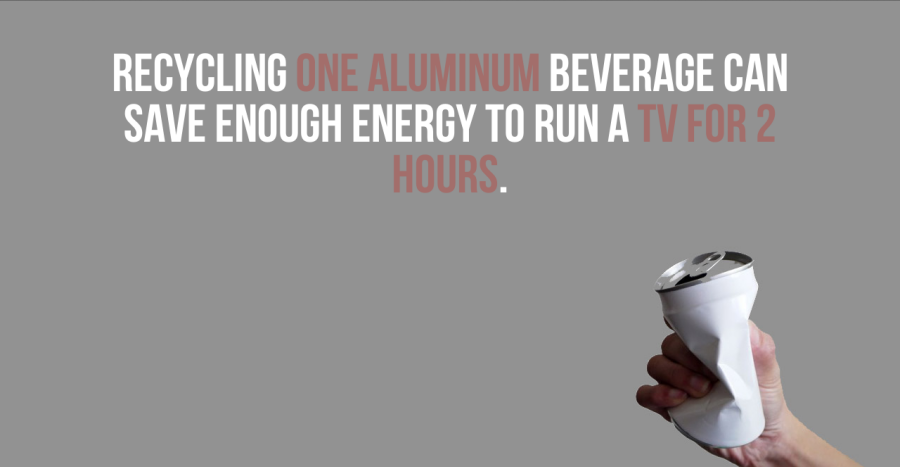 RECYCLING ONE ALUMINUM BEVERAGE CAN
SAVE ENOUGH ENERGY TO RUN A TV FOR 2
HOURS.